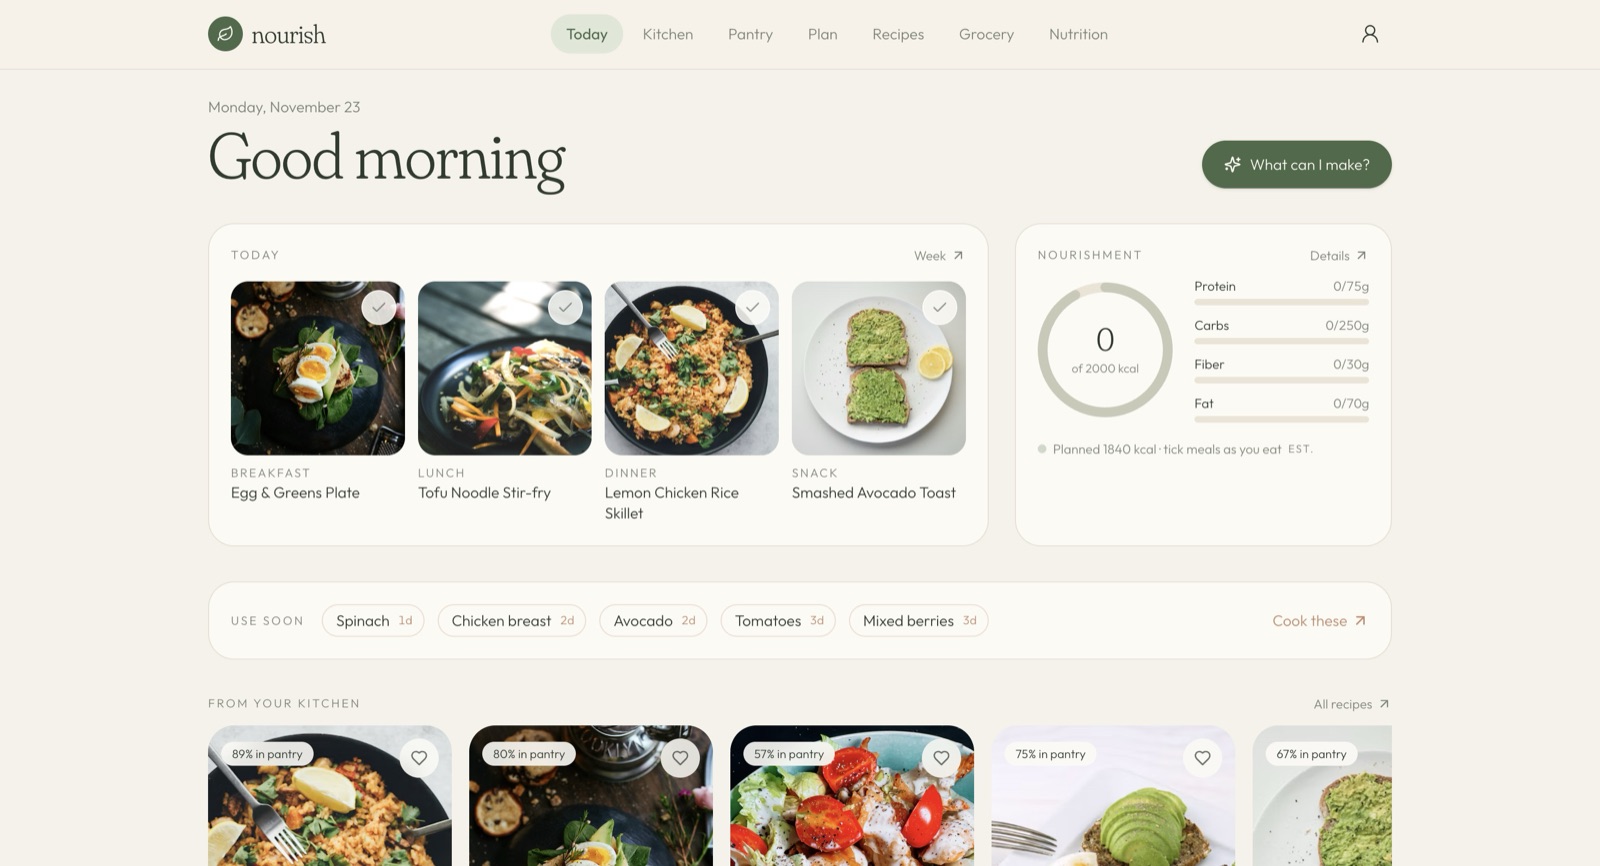 nourish
Today
Kitchen
Pantry
Plan
Recipes
Grocery
Nutrition
Monday, November 23
Good morning
What can I make?
TODAY
Week
BREAKFAST
Egg & Greens Plate
LUNCH
Tofu Noodle Stir-fry
DINNER
Lemon Chicken Rice
Skillet
SNACK
Smashed Avocado Toast
NOURISHMENT
Details
0
of 2000 kcal
Protein 0/75g
Carbs 0/250g
Fiber 0/30g
Fat 0/70g
Planned 1840 kcal · tick meals as you eat EST.
USE SOON
Spinach 1d
Chicken breast 2d
Avocado 2d
Tomatoes 3d
Mixed berries 3d
Cook these
FROM YOUR KITCHEN
All recipes
89% in pantry
80% in pantry
57% in pantry
75% in pantry
67% in pantry